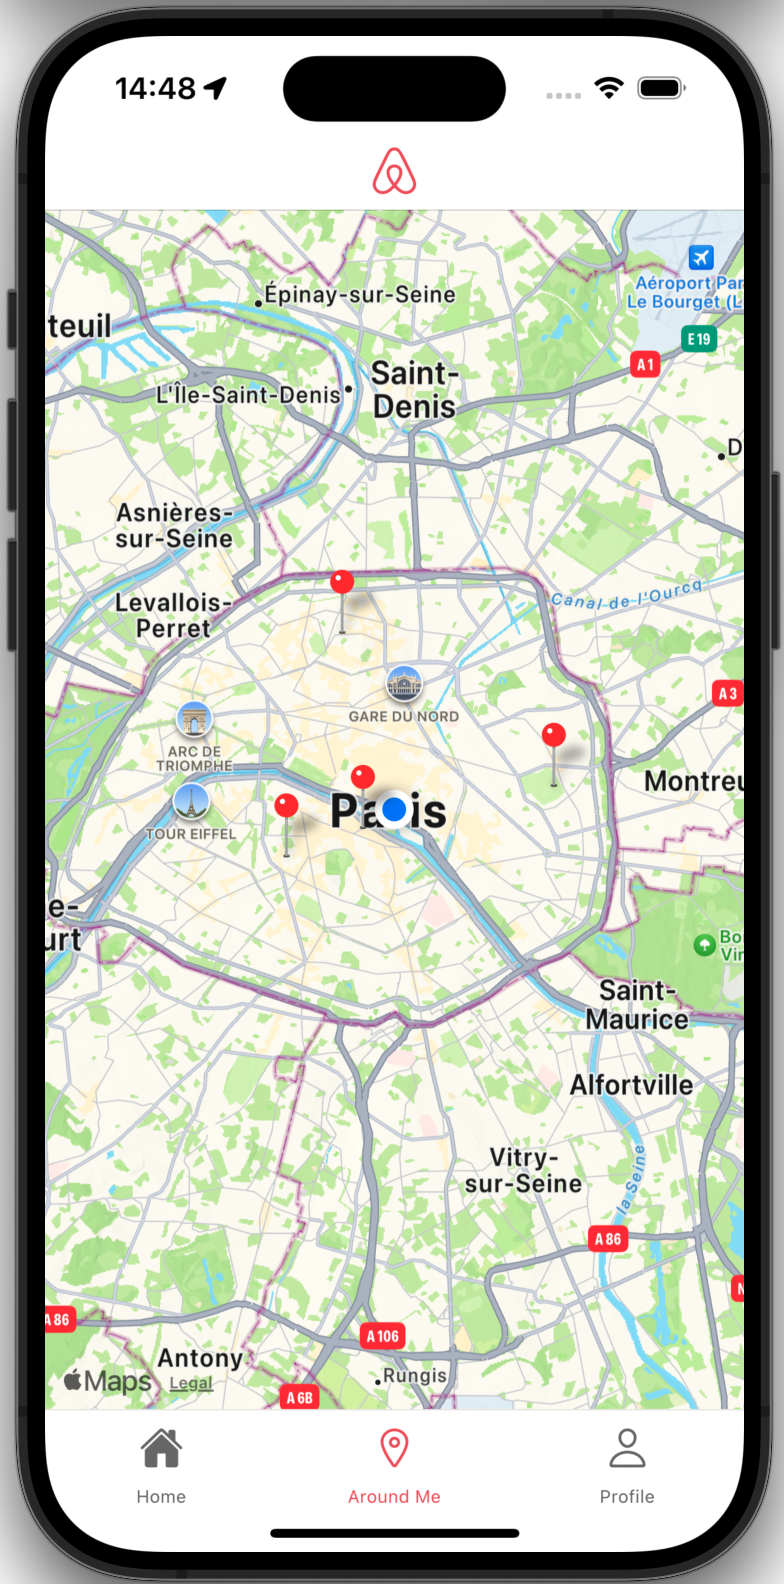 14:48
Épinay-sur-Seine
Aéroport Par
Le Bourget (L
teuil
E 19
A 1
Saint-
Denis
L'Île-Saint-Denis
D
Asnières-
sur-Seine
Canal de l'Ourcq
Levallois-
Perret
A 3
GARE DU NORD
ARC DE
TRIOMPHE
Montreu
Paris
TOUR EIFFEL
e-
urt
Bo
Vin
Saint-
Maurice
Alfortville
Vitry-
sur-Seine
la Seine
A 86
N
A 86
A 106
Antony
Rungis
Maps
Legal
A 6B
Home
Around Me
Profile